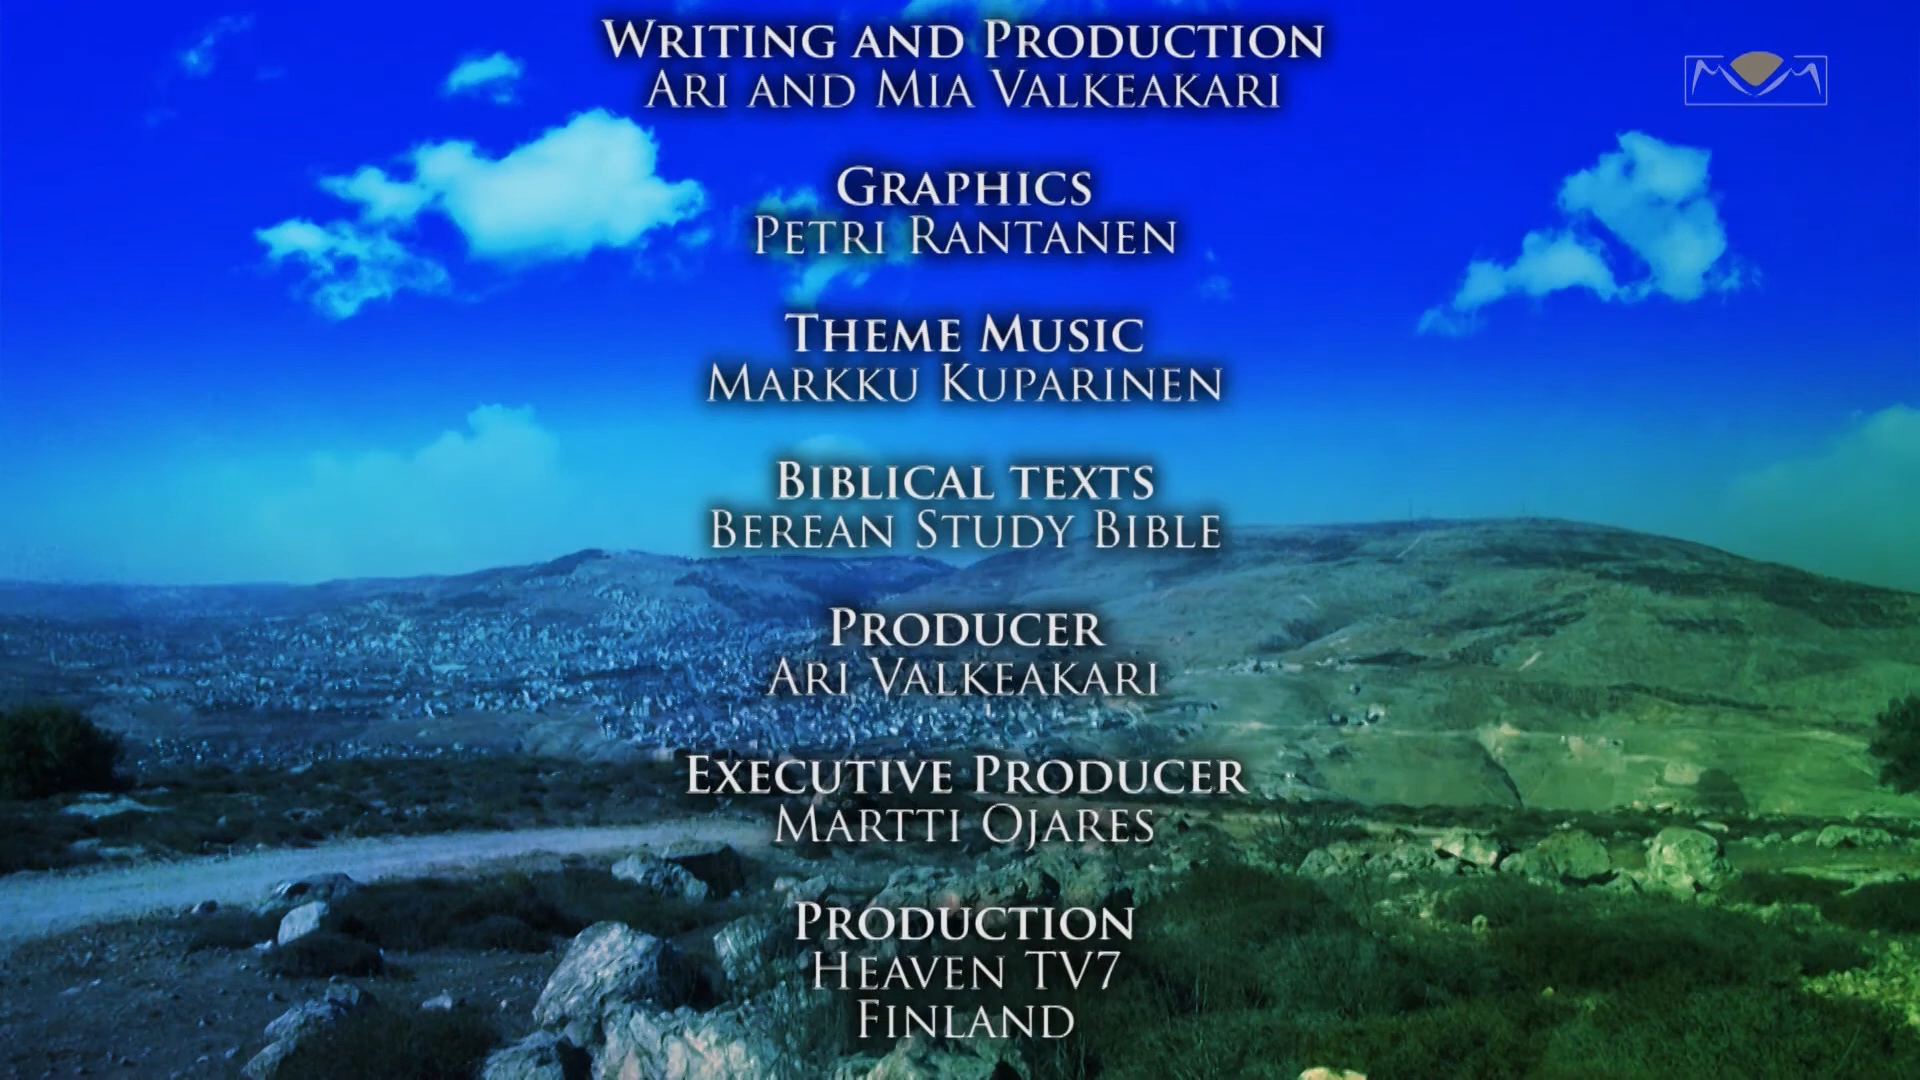 Writing and Production
Ari and Mia Valkeakari
Graphics
Petri Rantanen
Theme Music
Markku Kuparinen
Biblical texts
Berean Study Bible
Producer
Ari Valkeakari
Executive Producer
Martti Ojares
Production
Heaven TV7
Finland